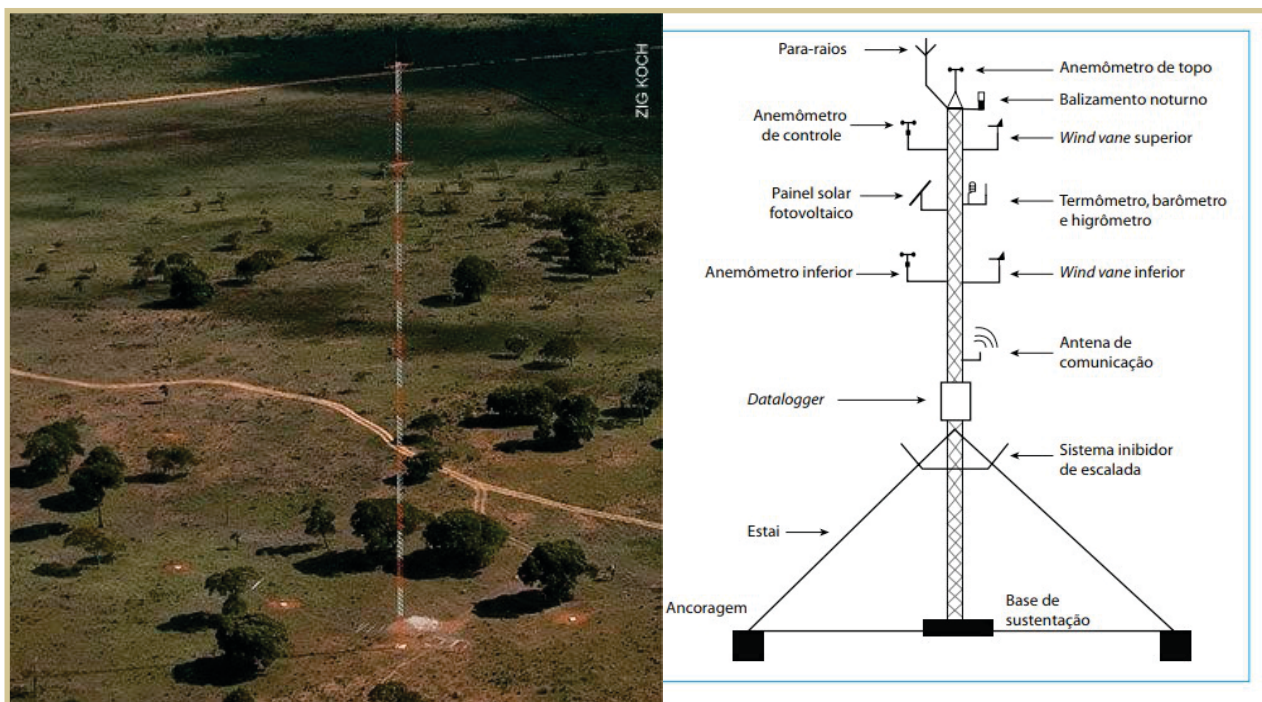 ZIG KOCH
Para-raios
Anemômetro de topo
Balizamento noturno
Anemômetro
de controle
Wind vane superior
Painel solar
fotovoltaico
Termômetro, barômetro
e higrômetro
Anemômetro inferior
Wind vane inferior
Antena de
comunicação
Datalogger
Sistema inibidor
de escalada
Estai
Ancoragem
Base de
sustentação